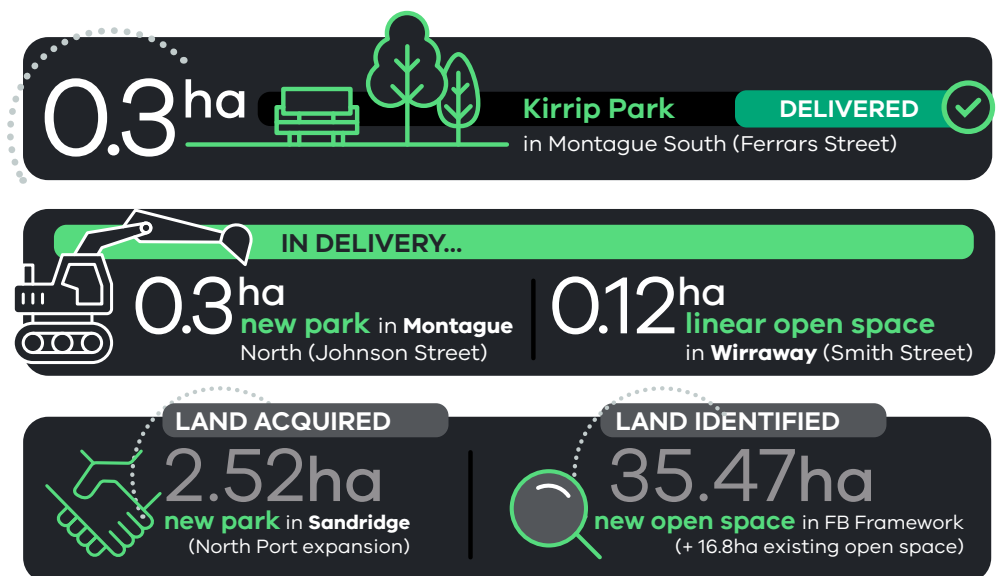 0.3ha
Kirrip Park
DELIVERED
in Montague South (Ferrars Street)
IN DELIVERY...
0.3ha
new park in Montague
North (Johnson Street)
0.12ha
linear open space
in Wirraway (Smith Street)
LAND ACQUIRED
2.52ha
new park in Sandridge
(North Port expansion)
LAND IDENTIFIED
35.47ha
new open space in FB Framework
(+ 16.8ha existing open space)